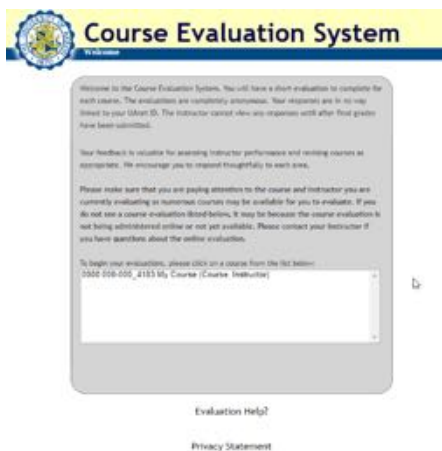 Course Evaluation System
Welcome
Welcome to the Course Evaluation System. You will have a short evaluation to complete for
each course. The evaluations are completely anonymous. Your responses are in no way
linked to your UAnet ID. The instructor cannot view any responses until after final grades
have been submitted.
Your feedback is valuable for assessing instructor performance and revising courses as
appropriate. We encourage you to respond thoughtfully to each area.
Please make sure that you are paying attention to the course and instructor you are
currently evaluating as numerous courses may be available for you to evaluate. If you
do not see a course evaluation listed below, it may be because the course evaluation is
not being administered online or not yet available. Please contact your instructor if
you have questions about the online evaluation.
To begin your evaluations, please click on a course from the list below:
My Course (Course Instructor)
Evaluation Help?
Privacy Statement